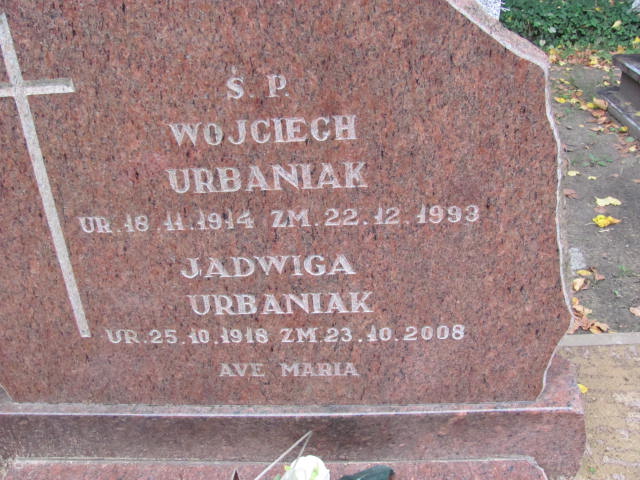 Ś. P.
WOJCIECH
URBANIAK
UR. 18.11.1914 ZM. 22.12.1993
JADWIGA
URBANIAK
UR. 25.10.1918 ZM. 23.10.2008
AVE MARIA